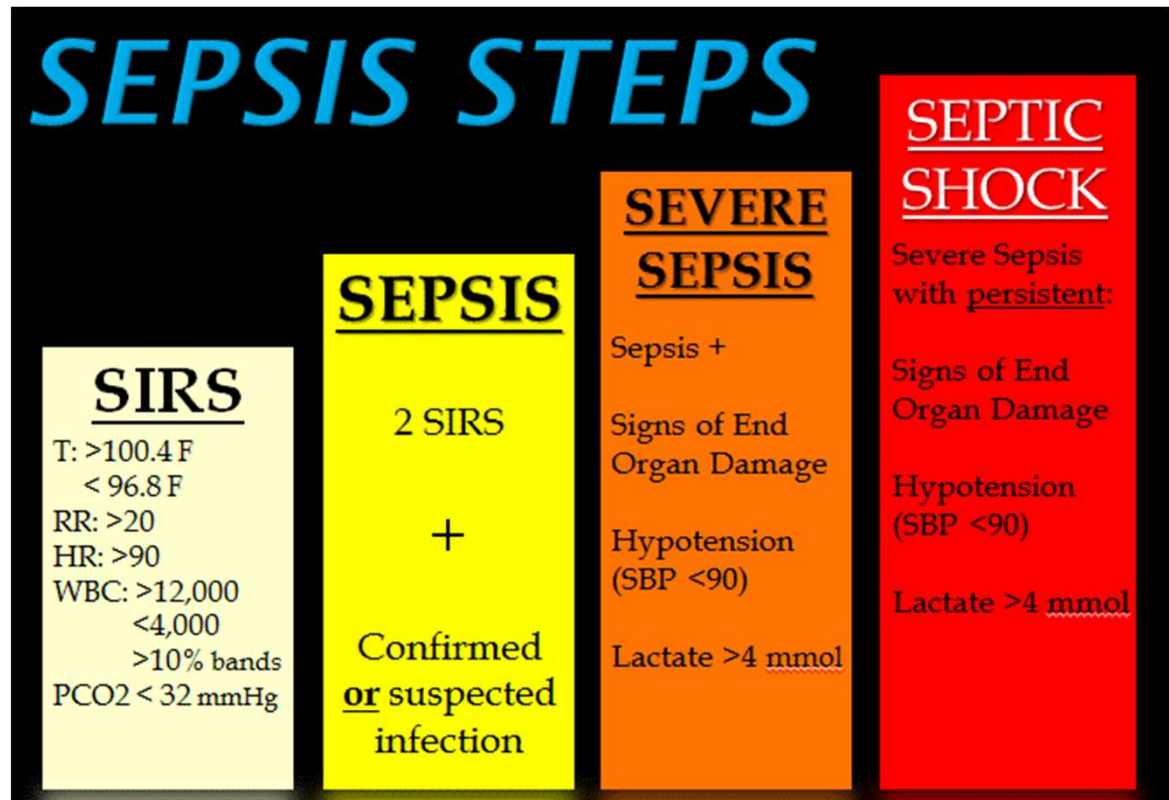 SEPSIS STEPS
SIRS
T: >100.4 F
< 96.8 F
RR: >20
HR: >90
WBC: >12,000
<4,000
>10% bands
PCO2 < 32 mmHg
SEPSIS
2 SIRS
+
Confirmed
or suspected
infection
SEVERE
SEPSIS
Sepsis +
Signs of End
Organ Damage
Hypotension
(SBP <90)
Lactate >4 mmol
SEPTIC
SHOCK
Severe Sepsis
with persistent:
Signs of End
Organ Damage
Hypotension
(SBP <90)
Lactate >4 mmol